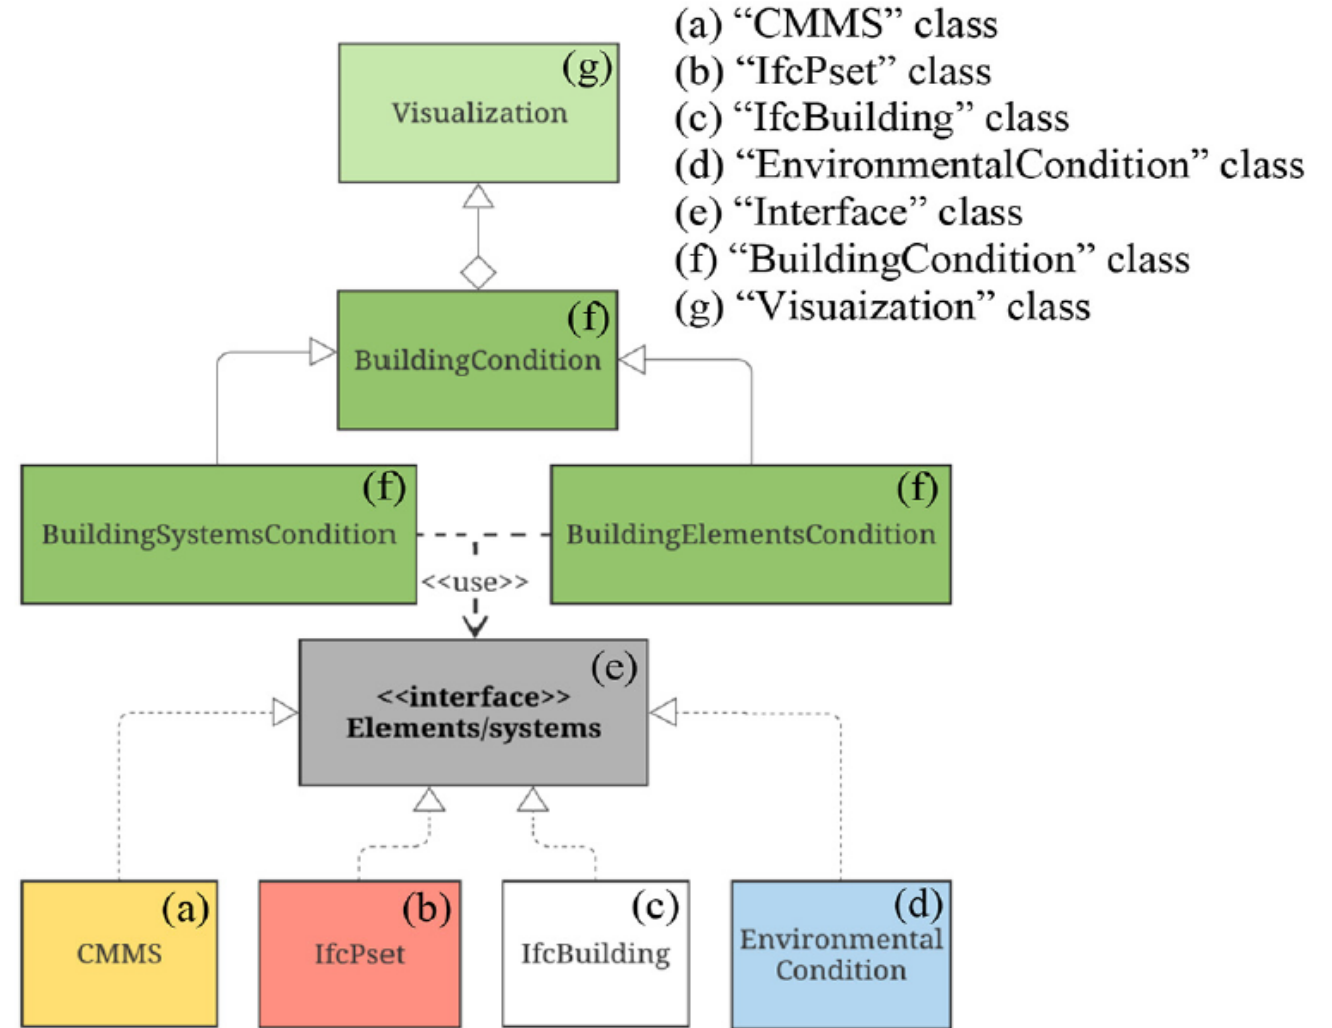 (a) “CMMS” class
(b) “IfcPset” class
(c) “IfcBuilding” class
(d) “EnvironmentalCondition” class
(e) “Interface” class
(f) “BuildingCondition” class
(g) “Visuaization” class
(g)
Visualization
(f)
BuildingCondition
(f)
BuildingSystemsCondition
(f)
BuildingElementsCondition
<<use>>
(e)
<<interface>>
Elements/systems
(a)
CMMS
(b)
IfcPset
(c)
IfcBuilding
(d)
Environmental
Condition